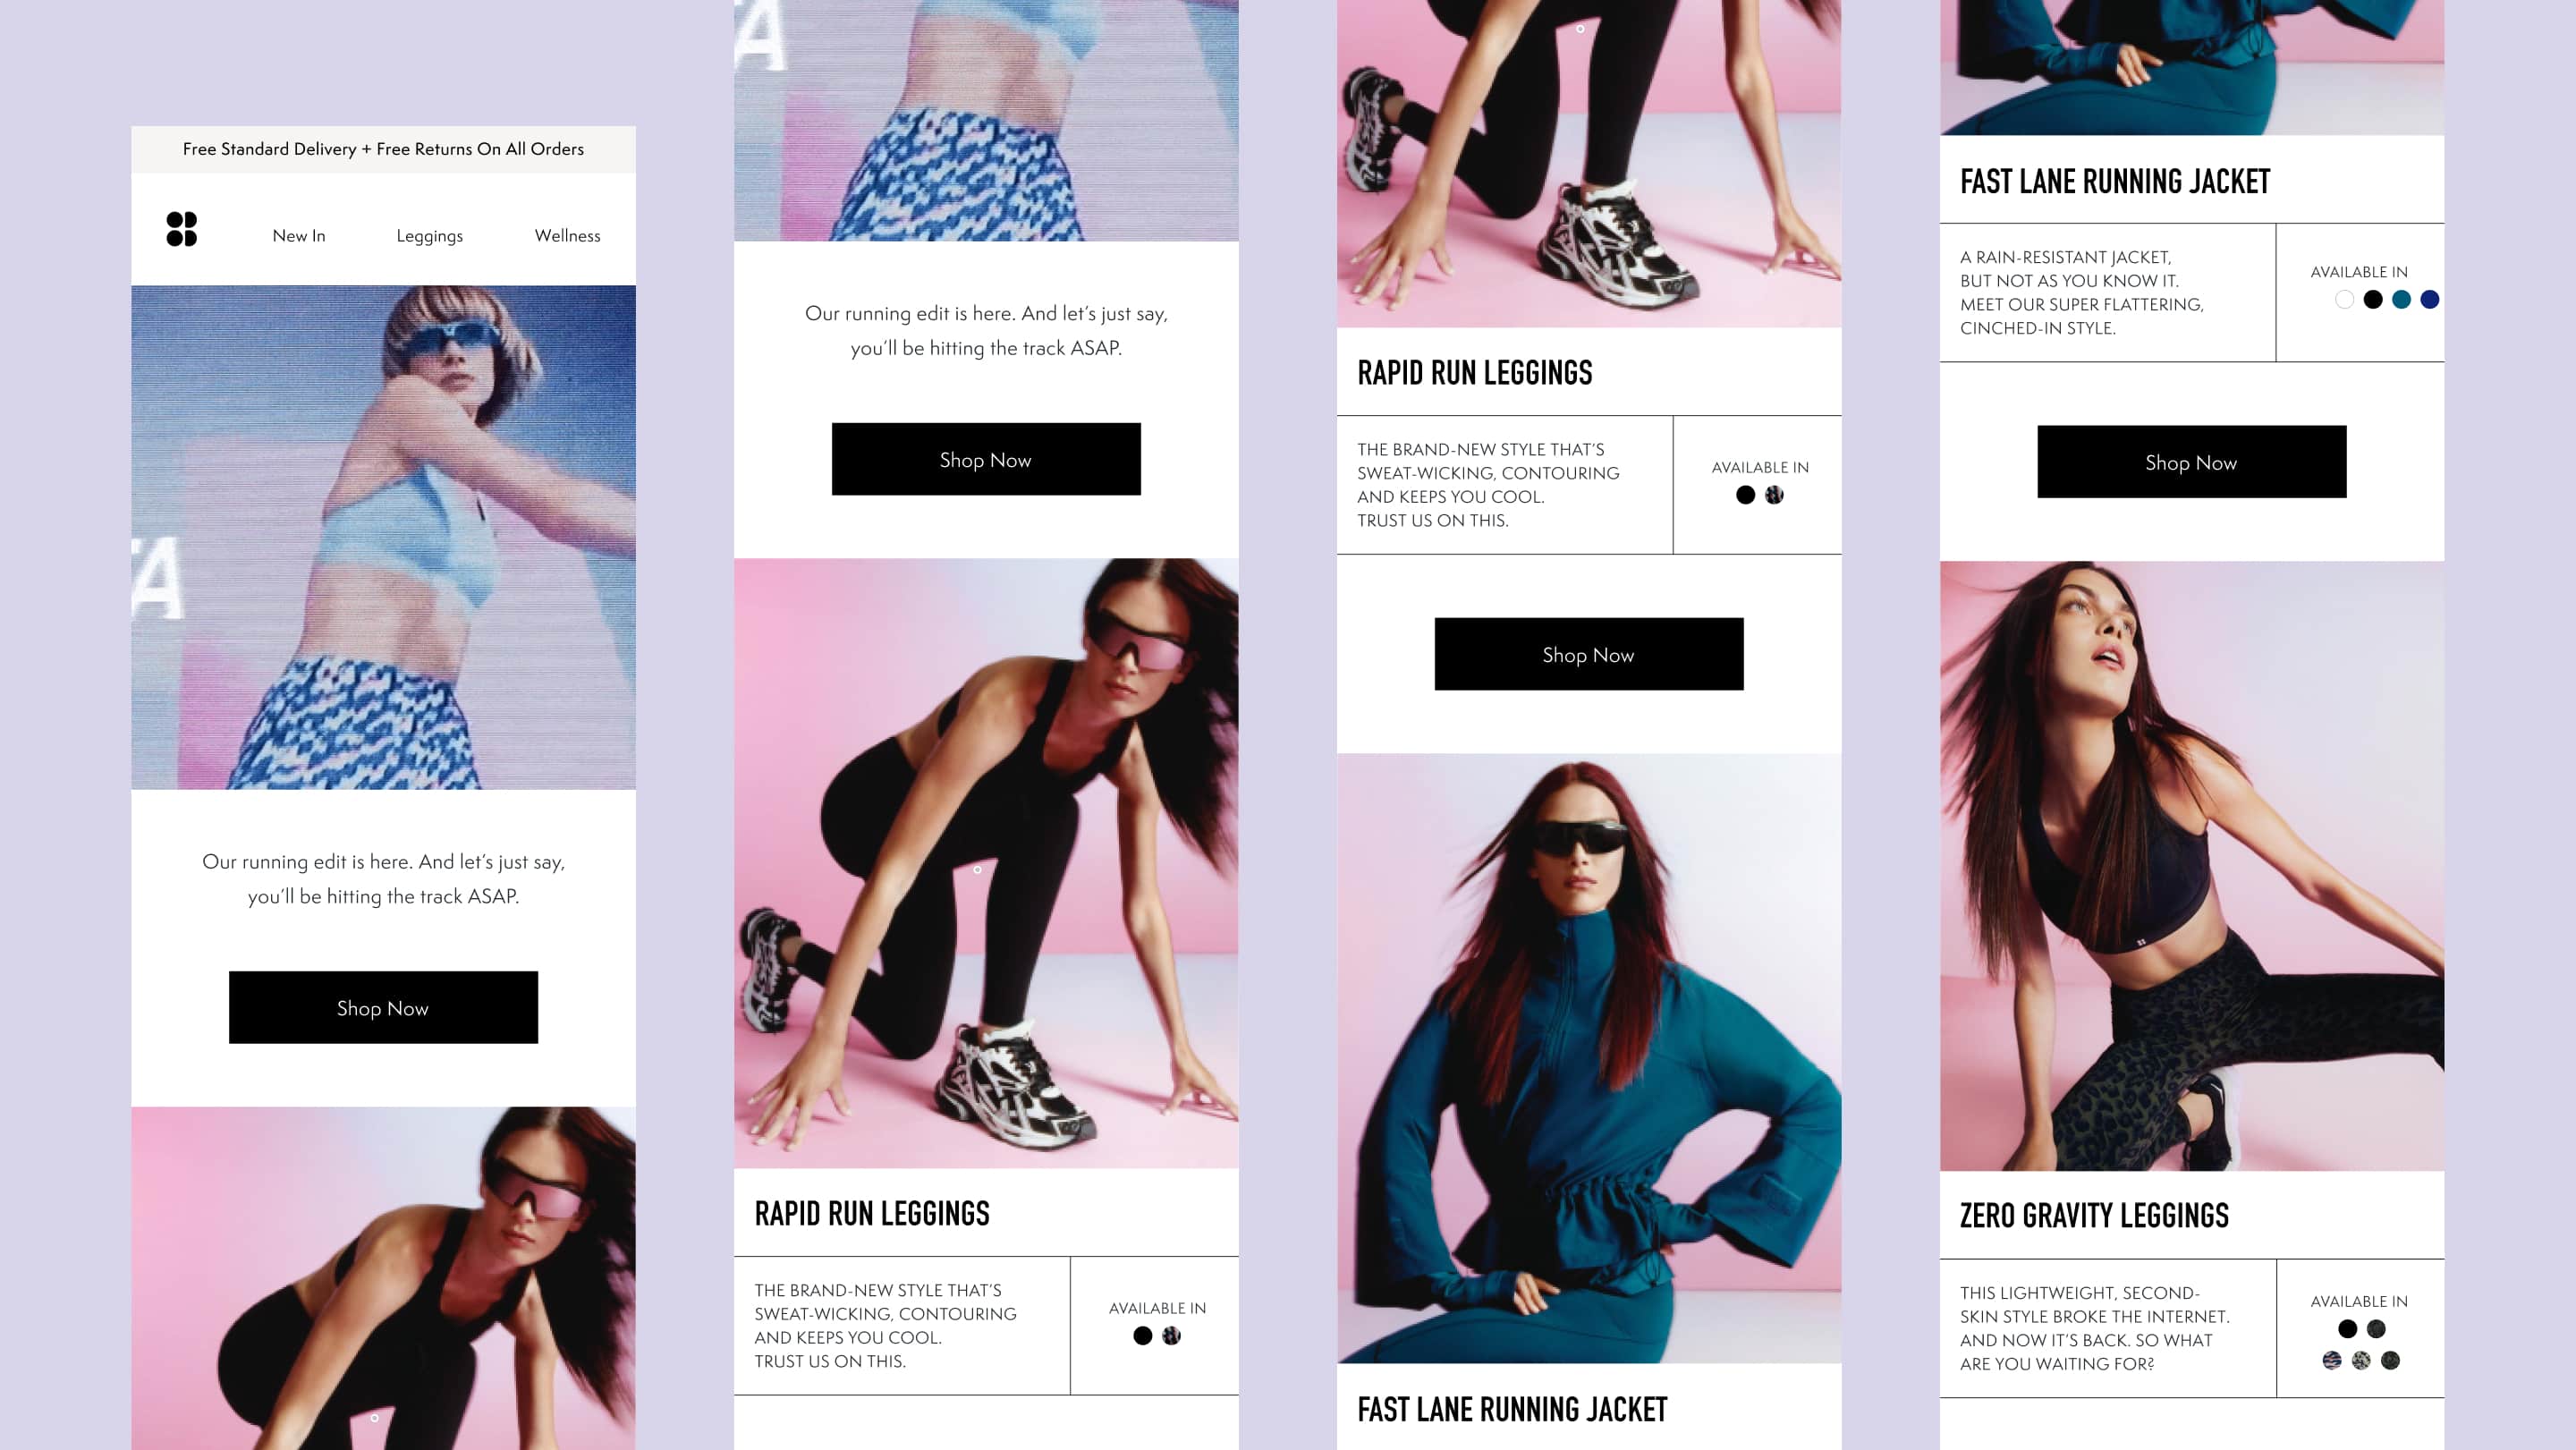 Free Standard Delivery + Free Returns On All Orders
New In
Leggings
Wellness
Our running edit is here. And let's just say,
you'll be hitting the track ASAP.
Shop Now
Our running edit is here. And let's just say,
you'll be hitting the track ASAP.
Shop Now
RAPID RUN LEGGINGS
THE BRAND-NEW STYLE THAT'S
SWEAT-WICKING, CONTOURING
AND KEEPS YOU COOL.
TRUST US ON THIS.
AVAILABLE IN
RAPID RUN LEGGINGS
THE BRAND-NEW STYLE THAT'S
SWEAT-WICKING, CONTOURING
AND KEEPS YOU COOL.
TRUST US ON THIS.
AVAILABLE IN
Shop Now
FAST LANE RUNNING JACKET
FAST LANE RUNNING JACKET
A RAIN-RESISTANT JACKET,
BUT NOT AS YOU KNOW IT.
MEET OUR SUPER FLATTERING,
CINCHED-IN STYLE.
AVAILABLE IN
Shop Now
ZERO GRAVITY LEGGINGS
THIS LIGHTWEIGHT, SECOND-
SKIN STYLE BROKE THE INTERNET.
AND NOW IT'S BACK. SO WHAT
ARE YOU WAITING FOR?
AVAILABLE IN